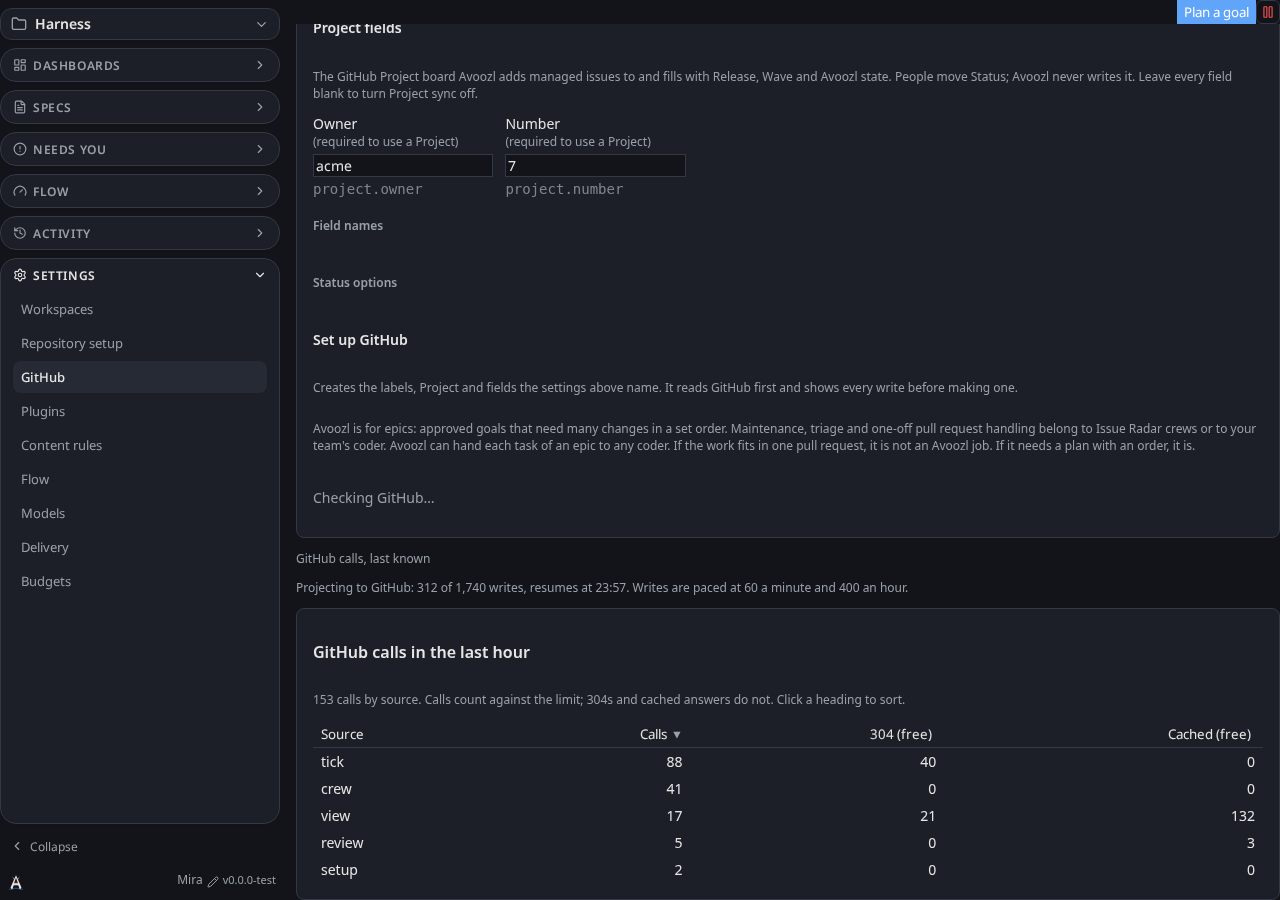 Harness
Plan a goal
DASHBOARDS
SPECS
NEEDS YOU
FLOW
ACTIVITY
SETTINGS
Workspaces
Repository setup
GitHub
Plugins
Content rules
Flow
Models
Delivery
Budgets
Collapse
Mira v0.0.0-test
Project fields
The GitHub Project board Avoozl adds managed issues to and fills with Release, Wave and Avoozl state. People move Status; Avoozl never writes it. Leave every field
blank to turn Project sync off.
Owner Number
(required to use a Project) (required to use a Project)
acme 7
project.owner project.number
Field names
Status options
Set up GitHub
Creates the labels, Project and fields the settings above name. It reads GitHub first and shows every write before making one.
Avoozl is for epics: approved goals that need many changes in a set order. Maintenance, triage and one-off pull request handling belong to Issue Radar crews or to your
team's coder. Avoozl can hand each task of an epic to any coder. If the work fits in one pull request, it is not an Avoozl job. If it needs a plan with an order, it is.
Checking GitHub...
GitHub calls, last known
Projecting to GitHub: 312 of 1,740 writes, resumes at 23:57. Writes are paced at 60 a minute and 400 an hour.
GitHub calls in the last hour
153 calls by source. Calls count against the limit; 304s and cached answers do not. Click a heading to sort.
Source Calls ▼ 304 (free) Cached (free)
tick 88 40 0
crew 41 0 0
view 17 21 132
review 5 0 3
setup 2 0 0